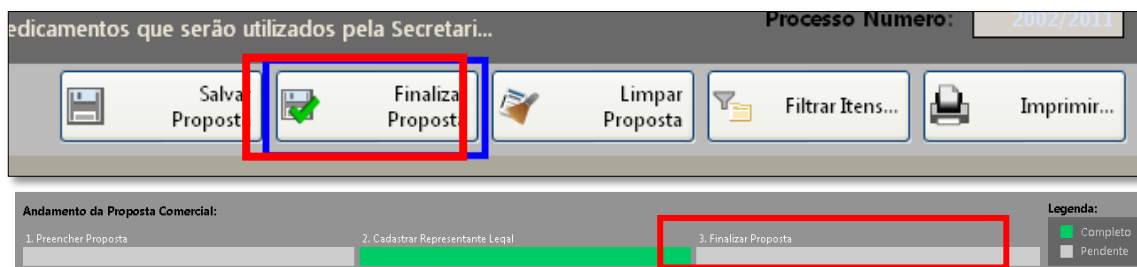 edicamentos que serão utilizados pela Secretari...
Processo Número: 2002/2011
Salva
Propost
Finaliza
Proposta
Limpar
Proposta
Filtrar Itens...
Imprimir...
Andamento da Proposta Comercial:
Legenda:
1. Preencher Proposta
2. Cadastrar Representante Legal
3. Finalizar Proposta
Completo
Pendente